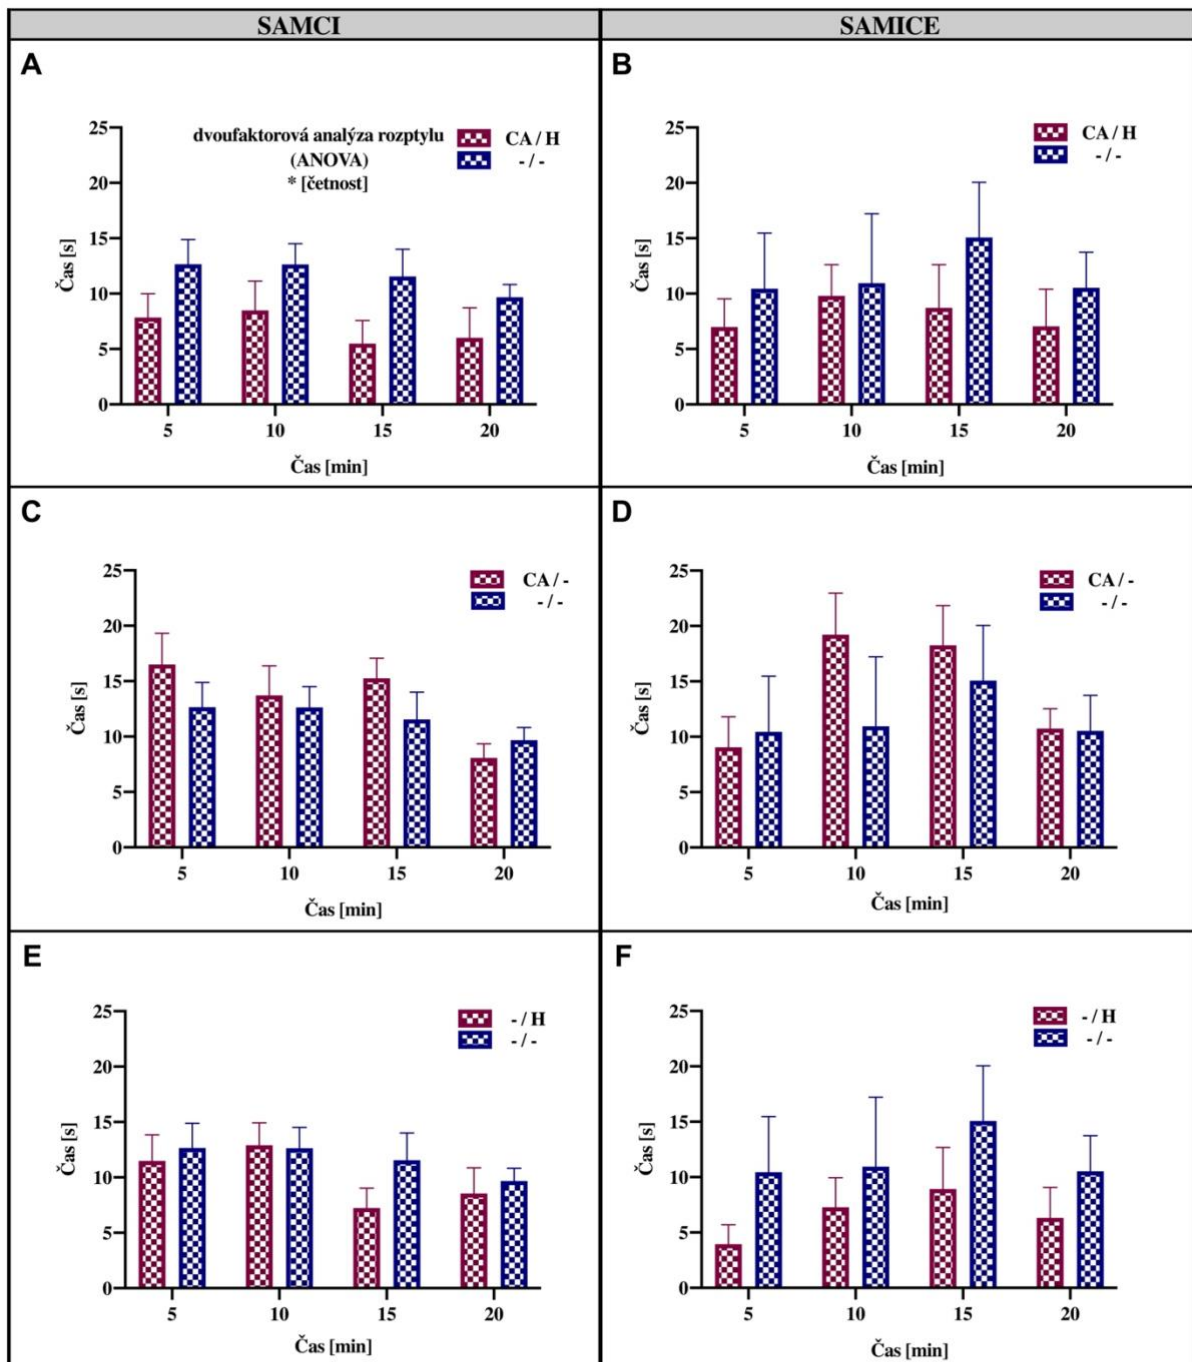 SAMCI
SAMICE
A
dvoufaktorová analýza rozptylu
(ANOVA)
* [četnost]
CA / H
- / -
Čas [s]
25
20
15
10
5
0
5 10 15 20
Čas [min]
B
CA / H
- / -
Čas [s]
25
20
15
10
5
0
5 10 15 20
Čas [min]
C
CA / -
- / -
Čas [s]
25
20
15
10
5
0
5 10 15 20
Čas [min]
D
CA / -
- / -
Čas [s]
25
20
15
10
5
0
5 10 15 20
Čas [min]
E
- / H
- / -
Čas [s]
25
20
15
10
5
0
5 10 15 20
Čas [min]
F
- / H
- / -
Čas [s]
25
20
15
10
5
0
5 10 15 20
Čas [min]